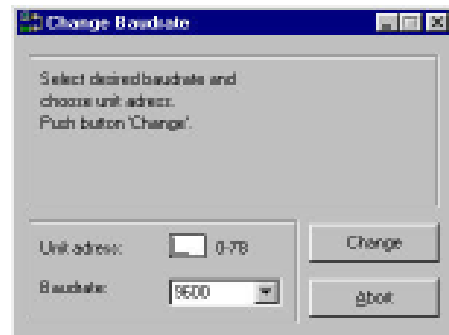 Change Baudrate
Select desired baudrate and
choose unit adress.
Push button 'Change'.
Unit adress:
0-78
Change
Baudrate:
9600
Abort